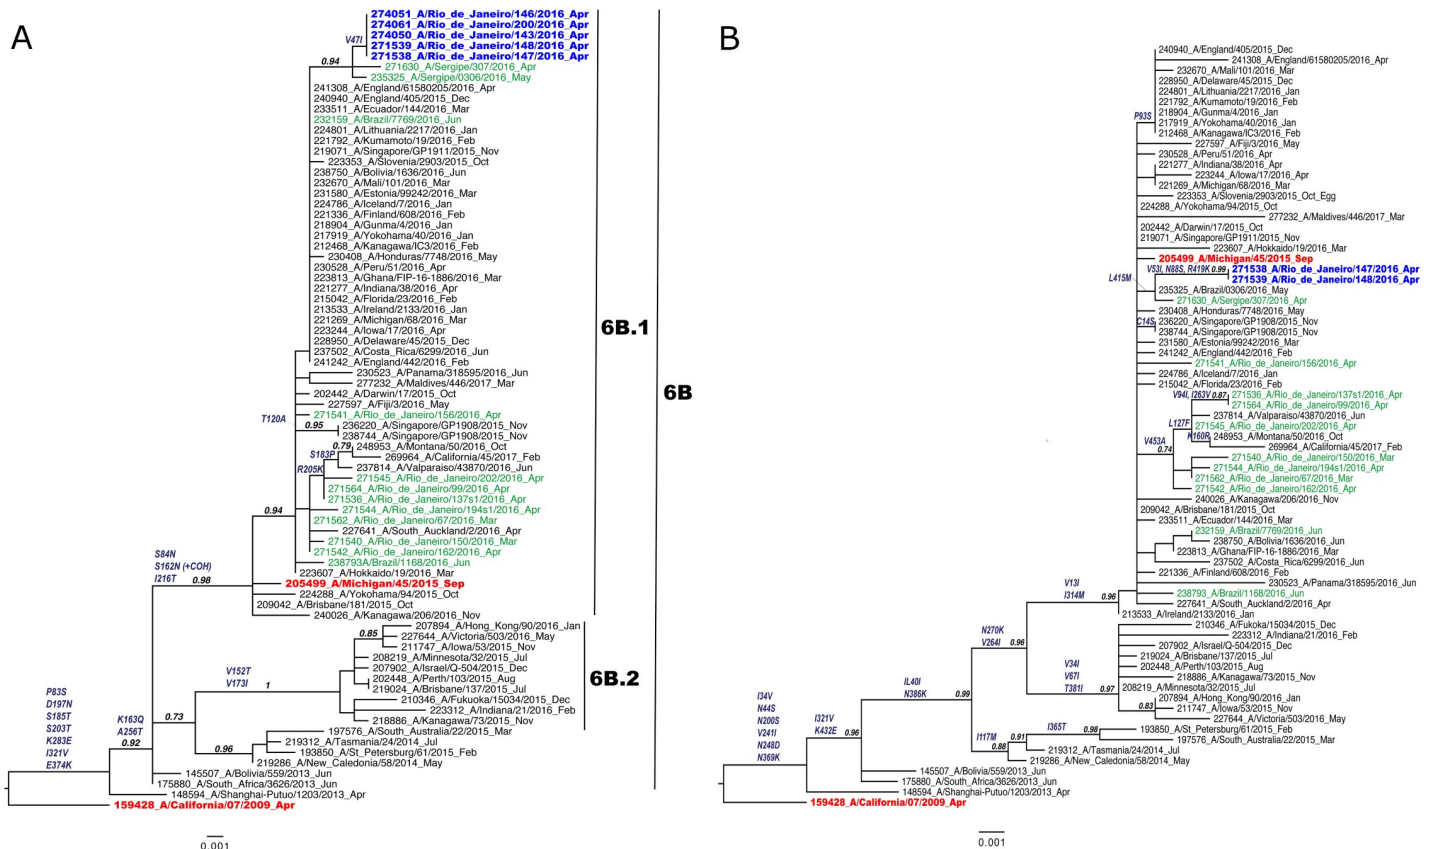 A
274051_A/Rio_de_Janeiro/146/2016_Apr
274061_A/Rio_de_Janeiro/200/2016_Apr
274050_A/Rio_de_Janeiro/143/2016_Apr
271539_A/Rio_de_Janeiro/148/2016_Apr
V47I
271538_A/Rio_de_Janeiro/147/2016_Apr
0.94
271630_A/Sergipe/307/2016_Apr
235325_A/Sergipe/0306/2016_May
241308_A/England/61580205/2016_Apr
240940_A/England/405/2015_Dec
233511_A/Ecuador/144/2016_Mar
232159_A/Brazil/7769/2016_Jun
224801_A/Lithuania/2217/2016_Jan
221792_A/Kumamoto/19/2016_Feb
219071_A/Singapore/GP1911/2015_Nov
223353_A/Slovenia/2903/2015_Oct
238750_A/Bolivia/1636/2016_Jun
232670_A/Mali/101/2016_Mar
231580_A/Estonia/99242/2016_Mar
224786_A/Iceland/7/2016_Jan
221336_A/Finland/608/2016_Feb
218904_A/Gunma/4/2016_Jan
217919_A/Yokohama/40/2016_Jan
212468_A/Kanagawa/IC3/2016_Feb
230408_A/Honduras/7748/2016_May
230528_A/Peru/51/2016_Apr
223813_A/Ghana/FIP-16-1886/2016_Mar
221277_A/Indiana/38/2016_Apr
215042_A/Florida/23/2016_Feb
213533_A/Ireland/2133/2016_Jan
221269_A/Michigan/68/2016_Mar
223244_A/Iowa/17/2016_Apr
228950_A/Delaware/45/2015_Dec
237502_A/Costa_Rica/6299/2016_Jun
241242_A/England/442/2016_Feb
230523_A/Panama/318595/2016_Jun
277232_A/Maldives/446/2017_Mar
202442_A/Darwin/17/2015_Oct
227597_A/Fiji/3/2016_May
271541_A/Rio_de_Janeiro/156/2016_Apr
T120A
0.95
236220_A/Singapore/GP1908/2015_Nov
238744_A/Singapore/GP1908/2015_Nov
0.79
248953_A/Montana/50/2016_Oct
S183P
269964_A/California/45/2017_Feb
R205K
237814_A/Valparaiso/43870/2016_Jun
271545_A/Rio_de_Janeiro/202/2016_Apr
271564_A/Rio_de_Janeiro/99/2016_Apr
271536_A/Rio_de_Janeiro/137s1/2016_Apr
271544_A/Rio_de_Janeiro/194s1/2016_Apr
0.94
271562_A/Rio_de_Janeiro/67/2016_Mar
227641_A/South_Auckland/2/2016_Apr
271540_A/Rio_de_Janeiro/150/2016_Mar
271542_A/Rio_de_Janeiro/162/2016_Apr
238793A/Brazil/1168/2016_Jun
223607_A/Hokkaido/19/2016_Mar
S84N
S162N (+COH)
I216T
0.98
205499_A/Michigan/45/2015_Sep
224288_A/Yokohama/94/2015_Oct
209042_A/Brisbane/181/2015_Oct
240026_A/Kanagawa/206/2016_Nov
6B.1
6B
207894_A/Hong_Kong/90/2016_Jan
0.85
227644_A/Victoria/503/2016_May
211747_A/Iowa/53/2015_Nov
208219_A/Minnesota/32/2015_Jul
207902_A/Israel/Q-504/2015_Dec
V152T
V173I
1
202448_A/Perth/103/2015_Aug
219024_A/Brisbane/137/2015_Jul
210346_A/Fukuoka/15034/2015_Dec
223312_A/Indiana/21/2016_Feb
218886_A/Kanagawa/73/2015_Nov
6B.2
P83S
D197N
S185T
S203T
K283E
I321V
E374K
K163Q
A256T
0.92
0.73
197576_A/South_Australia/22/2015_Mar
219312_A/Tasmania/24/2014_Jul
0.96
193850_A/St_Petersburg/61/2015_Feb
219286_A/New_Caledonia/58/2014_May
145507_A/Bolivia/559/2013_Jun
175880_A/South_Africa/3626/2013_Jun
148594_A/Shanghai-Putuo/1203/2013_Apr
159428_A/California/07/2009_Apr
0.001
B
240940_A/England/405/2015_Dec
241308_A/England/61580205/2016_Apr
232670_A/Mali/101/2016_Mar
228950_A/Delaware/45/2015_Dec
224801_A/Lithuania/2217/2016_Jan
221792_A/Kumamoto/19/2016_Feb
218904_A/Gunma/4/2016_Jan
P93S
217919_A/Yokohama/40/2016_Jan
212468_A/Kanagawa/IC3/2016_Feb
227597_A/Fiji/3/2016_May
230528_A/Peru/51/2016_Apr
221277_A/Indiana/38/2016_Apr
223244_A/Iowa/17/2016_Apr
221269_A/Michigan/68/2016_Mar
223353_A/Slovenia/2903/2015_Oct_Egg
224288_A/Yokohama/94/2015_Oct
277232_A/Maldives/446/2017_Mar
202442_A/Darwin/17/2015_Oct
219071_A/Singapore/GP1911/2015_Nov
223607_A/Hokkaido/19/2016_Mar
205499_A/Michigan/45/2015_Sep
V53I, N88S, R419K 0.99
271538_A/Rio_de_Janeiro/147/2016_Apr
L415M
271539_A/Rio_de_Janeiro/148/2016_Apr
235325_A/Brazil/0306/2016_May
271630_A/Sergipe/307/2016_Apr
230408_A/Honduras/7748/2016_May
C14S
236220_A/Singapore/GP1908/2015_Nov
238744_A/Singapore/GP1908/2015_Nov
231580_A/Estonia/99242/2016_Mar
241242_A/England/442/2016_Feb
271541_A/Rio_de_Janeiro/156/2016_Apr
224786_A/Iceland/7/2016_Jan
215042_A/Florida/23/2016_Feb
V94I, I263V 0.87
271536_A/Rio_de_Janeiro/137s1/2016_Apr
271564_A/Rio_de_Janeiro/99/2016_Apr
237814_A/Valparaiso/43870/2016_Jun
L127F
271545_A/Rio_de_Janeiro/202/2016_Apr
V453A
K160R
248953_A/Montana/50/2016_Oct
0.74
269964_A/California/45/2017_Feb
271540_A/Rio_de_Janeiro/150/2016_Mar
271544_A/Rio_de_Janeiro/194s1/2016_Apr
271562_A/Rio_de_Janeiro/67/2016_Mar
271542_A/Rio_de_Janeiro/162/2016_Apr
240026_A/Kanagawa/206/2016_Nov
209042_A/Brisbane/181/2015_Oct
233511_A/Ecuador/144/2016_Mar
232159_A/Brazil/7769/2016_Jun
238750_A/Bolivia/1636/2016_Jun
223813_A/Ghana/FIP-16-1886/2016_Mar
237502_A/Costa_Rica/6299/2016_Jun
221336_A/Finland/608/2016_Feb
230523_A/Panama/318595/2016_Jun
V13I
I314M
0.96
238793_A/Brazil/1168/2016_Jun
227641_A/South_Auckland/2/2016_Apr
213533_A/Ireland/2133/2016_Jan
210346_A/Fukoka/15034/2015_Dec
N270K
V264I
0.96
223312_A/Indiana/21/2016_Feb
207902_A/Israel/Q-504/2015_Dec
219024_A/Brisbane/137/2015_Jul
V34I
V67I
T381I
0.97
202448_A/Perth/103/2015_Aug
218886_A/Kanagawa/73/2015_Nov
208219_A/Minnesota/32/2015_Jul
207894_A/Hong_Kong/90/2016_Jan
0.83
211747_A/Iowa/53/2015_Nov
227644_A/Victoria/503/2016_May
IL40I
N386K
0.99
I34V
N44S
N200S
V241I
N248D
N369K
I321V
K432E
0.96
I117M
0.88
0.91
I365T
0.98
193850_A/St_Petersburg/61/2015_Feb
197576_A/South_Australia/22/2015_Mar
219312_A/Tasmania/24/2014_Jul
219286_A/New_Caledonia/58/2014_May
145507_A/Bolivia/559/2013_Jun
175880_A/South_Africa/3626/2013_Jun
148594_A/Shanghai-Putuo/1203/2013_Apr
159428_A/California/07/2009_Apr
0.001